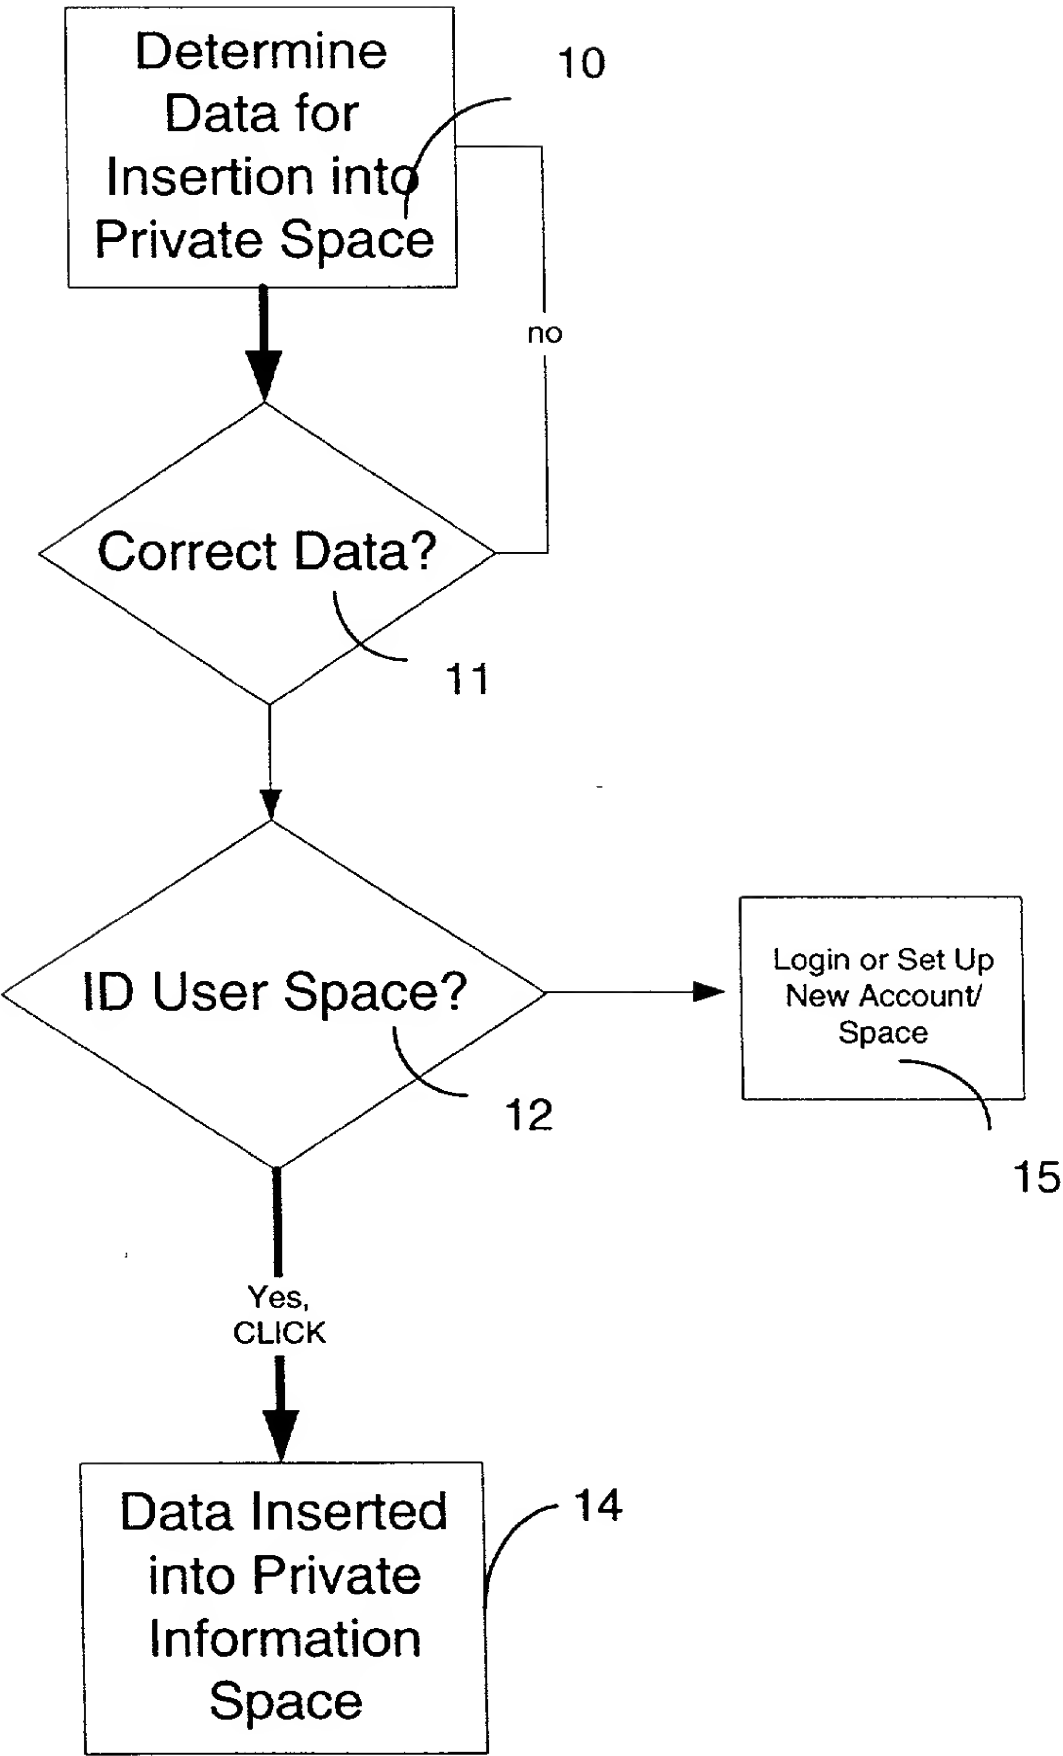 Determine
Data for
Insertion into
Private Space
10
no
Correct Data?
11
ID User Space?
12
Login or Set Up
New Account/
Space
15
Yes,
CLICK
Data Inserted
into Private
Information
Space
14